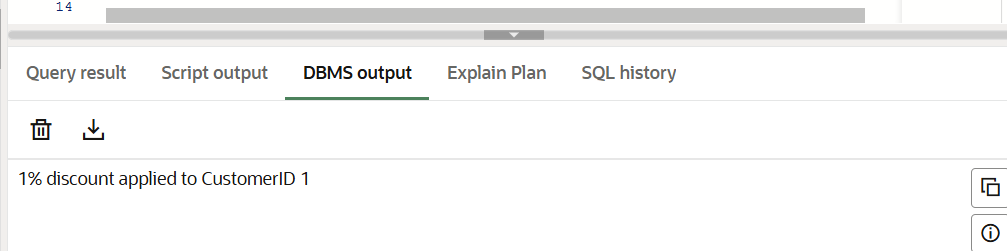 14
Query result Script output DBMS output Explain Plan SQL history
1% discount applied to CustomerID 1